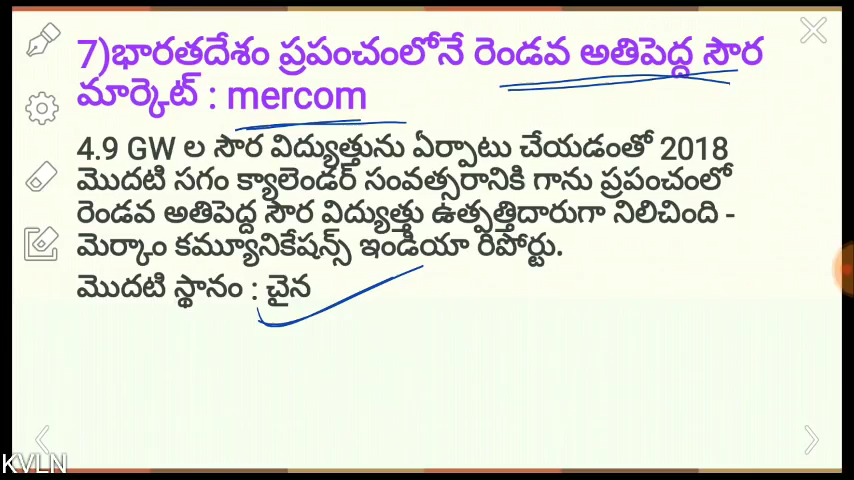 7)భారతదేశం ప్రపంచంలోనే రెండవ అతిపెద్ద సౌర
మార్కెట్ : mercom
4.9 GW ల సౌర విద్యుత్తును ఏర్పాటు చేయడంతో 2018
మొదటి సగం క్యాలెండర్ సంవత్సరానికి గాను ప్రపంచంలో
రెండవ అతిపెద్ద సౌర విద్యుత్తు ఉత్పత్తిదారుగా నిలిచింది -
మెర్కాం కమ్యూనికేషన్స్ ఇండియా రిపోర్టు.
మొదటి స్థానం : చైన
KVLN